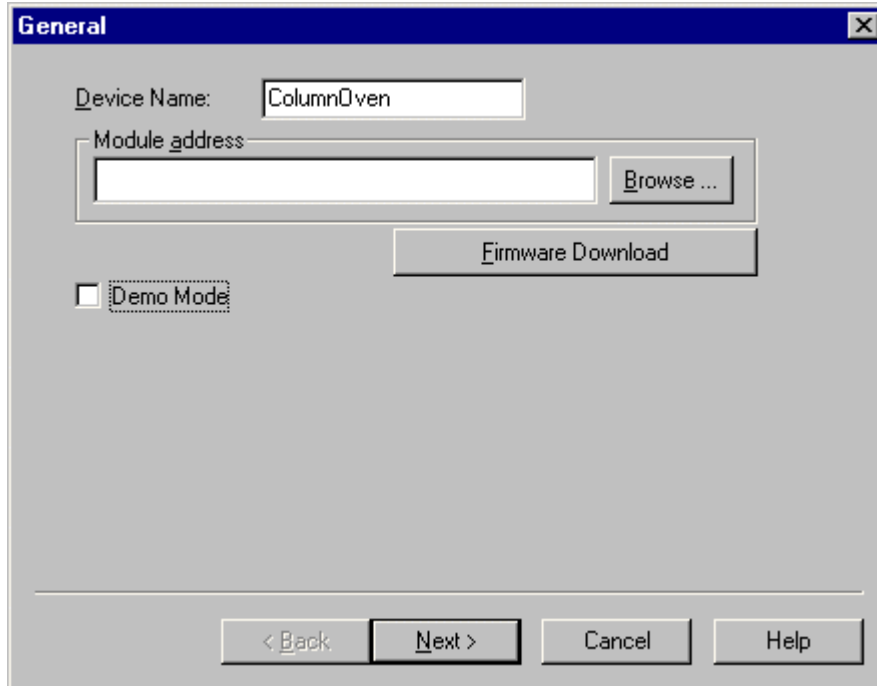 General
Device Name: ColumnOven
Module address
Browse ...
Firmware Download
Demo Mode
< Back Next > Cancel Help